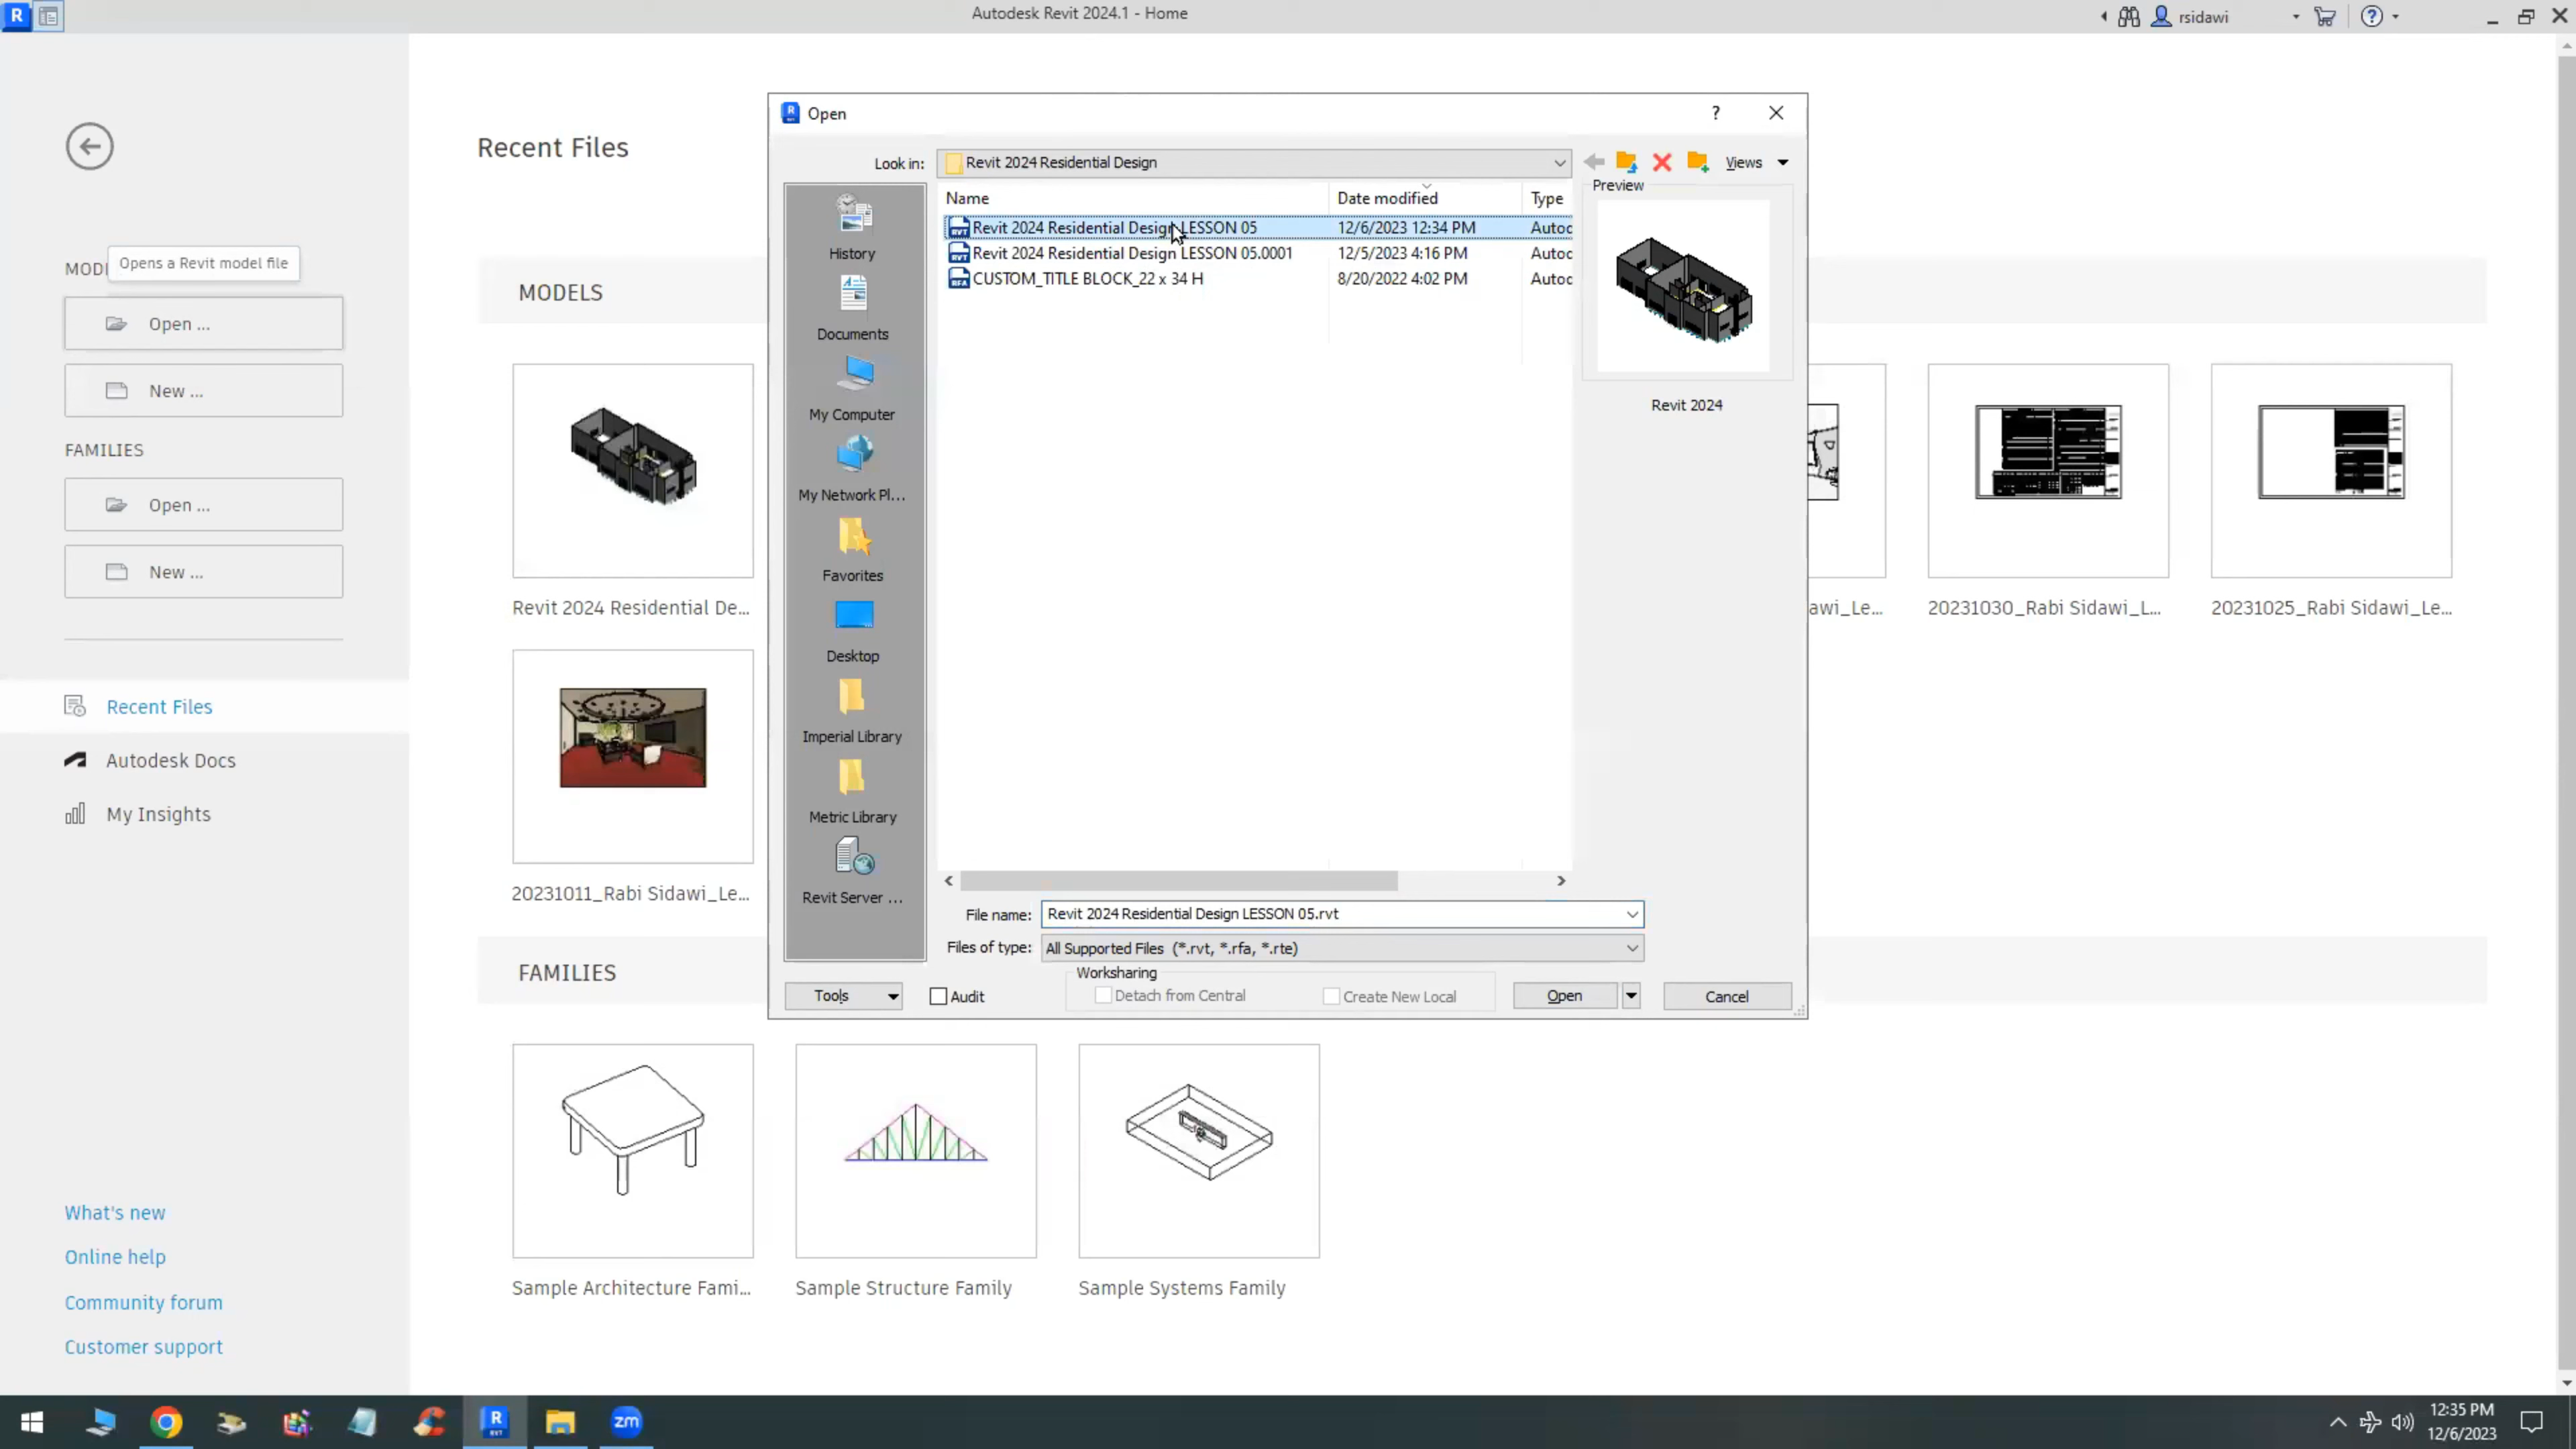 Autodesk Revit 2024.1 - Home
rsidawi
Recent Files
Opens a Revit model file
Open ...
New ...
FAMILIES
Open ...
New ...
Recent Files
Autodesk Docs
My Insights
What's new
Online help
Community forum
Customer support
MODELS
Revit 2024 Residential De...
20231030_Rabi Sidawi_L...
20231025_Rabi Sidawi_Le...
20231011_Rabi Sidawi_Le...
FAMILIES
Sample Architecture Fami...
Sample Structure Family
Sample Systems Family
Open
Look in:
Revit 2024 Residential Design
Views
History
Documents
My Computer
My Network Pl...
Favorites
Desktop
Imperial Library
Metric Library
Revit Server ...
Name Date modified Type
Revit 2024 Residential Design LESSON 05 12/6/2023 12:34 PM
Revit 2024 Residential Design LESSON 05.0001 12/5/2023 4:16 PM
CUSTOM_TITLE BLOCK_22 x 34 H 8/20/2022 4:02 PM
Preview
Revit 2024
File name: Revit 2024 Residential Design LESSON 05.rvt
Files of type: All Supported Files (*.rvt, *.rfa, *.rte)
Worksharing
Tools
Audit
Detach from Central
Create New Local
Open
Cancel
zm
12:35 PM
12/6/2023